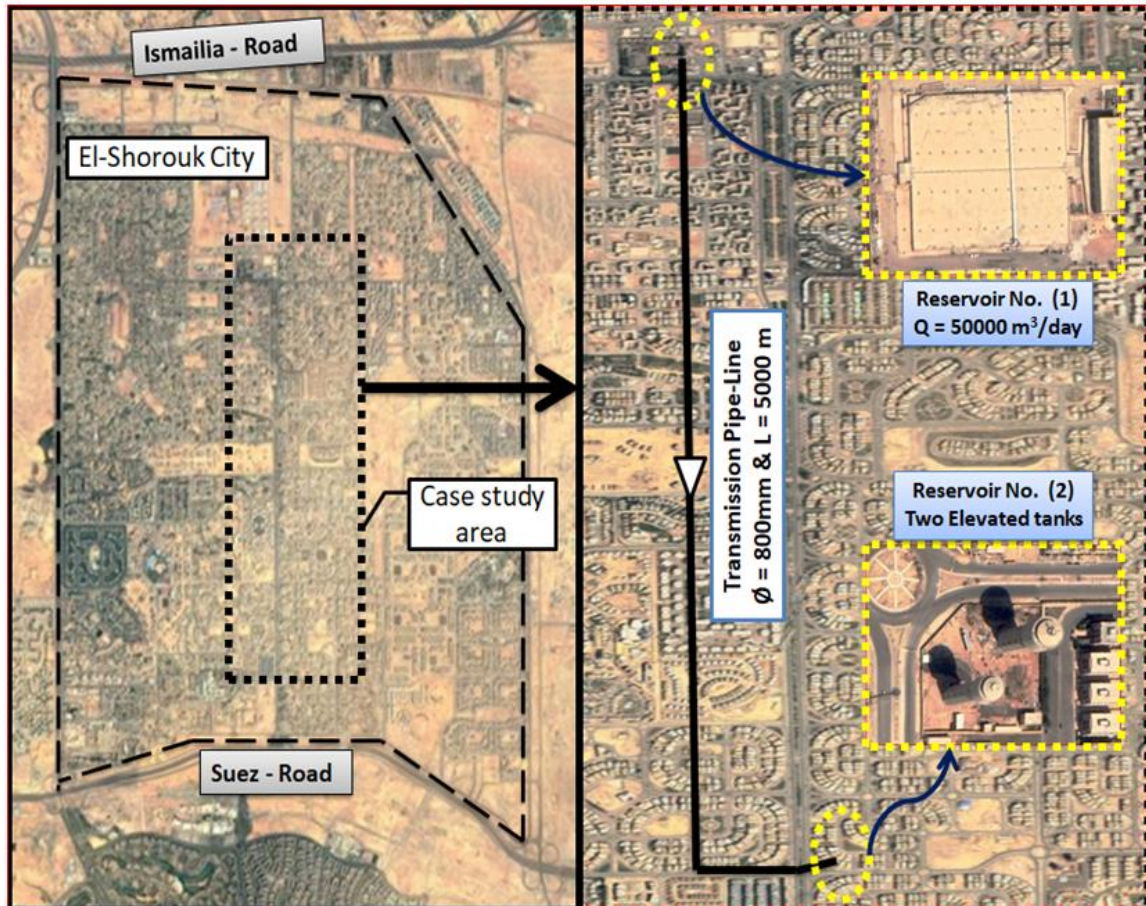 Ismailia - Road
El-Shorouk City
Case study
area
Suez - Road
Transmission Pipe-Line
Ø = 800mm & L = 5000 m
Reservoir No. (1)
Q = 50000 m³/day
Reservoir No. (2)
Two Elevated tanks